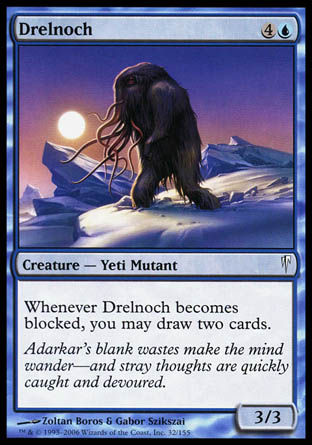 Drelnoch 4
Creature — Yeti Mutant
Whenever Drelnoch becomes
blocked, you may draw two cards.
Adarkar's blank wastes make the mind
wander—and stray thoughts are quickly
caught and devoured.
Zoltan Boros & Gabor Szikszai
™ & © 1993–2006 Wizards of the Coast, Inc. 32/155
3/3